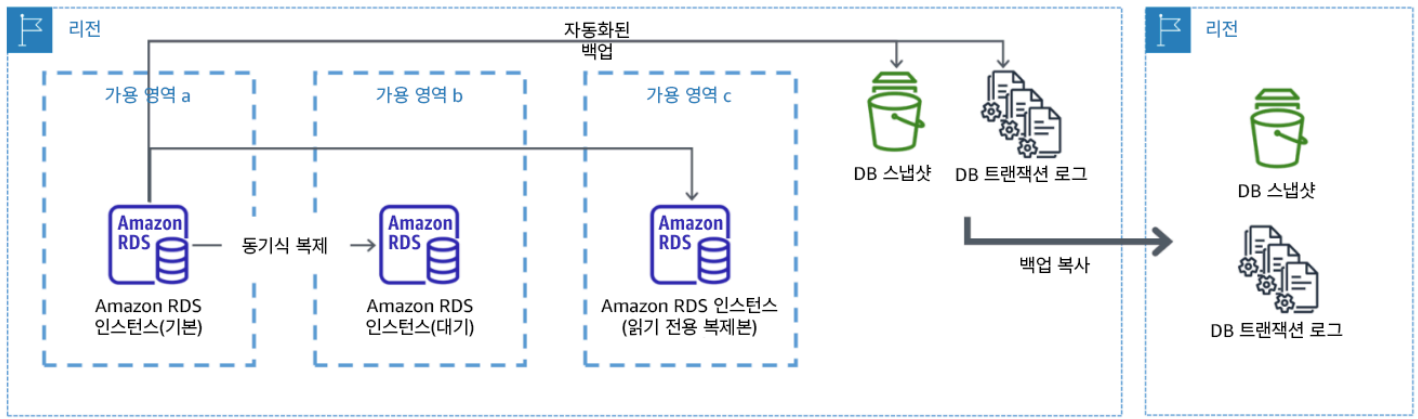 리전
자동화된
백업
가용 영역 a
가용 영역 b
가용 영역 c
DB 스냅샷
DB 트랜잭션 로그
Amazon
RDS
동기식 복제
Amazon
RDS
Amazon
RDS
Amazon RDS
인스턴스(기본)
Amazon RDS
인스턴스(대기)
Amazon RDS 인스턴스
(읽기 전용 복제본)
백업 복사
리전
DB 스냅샷
DB 트랜잭션 로그